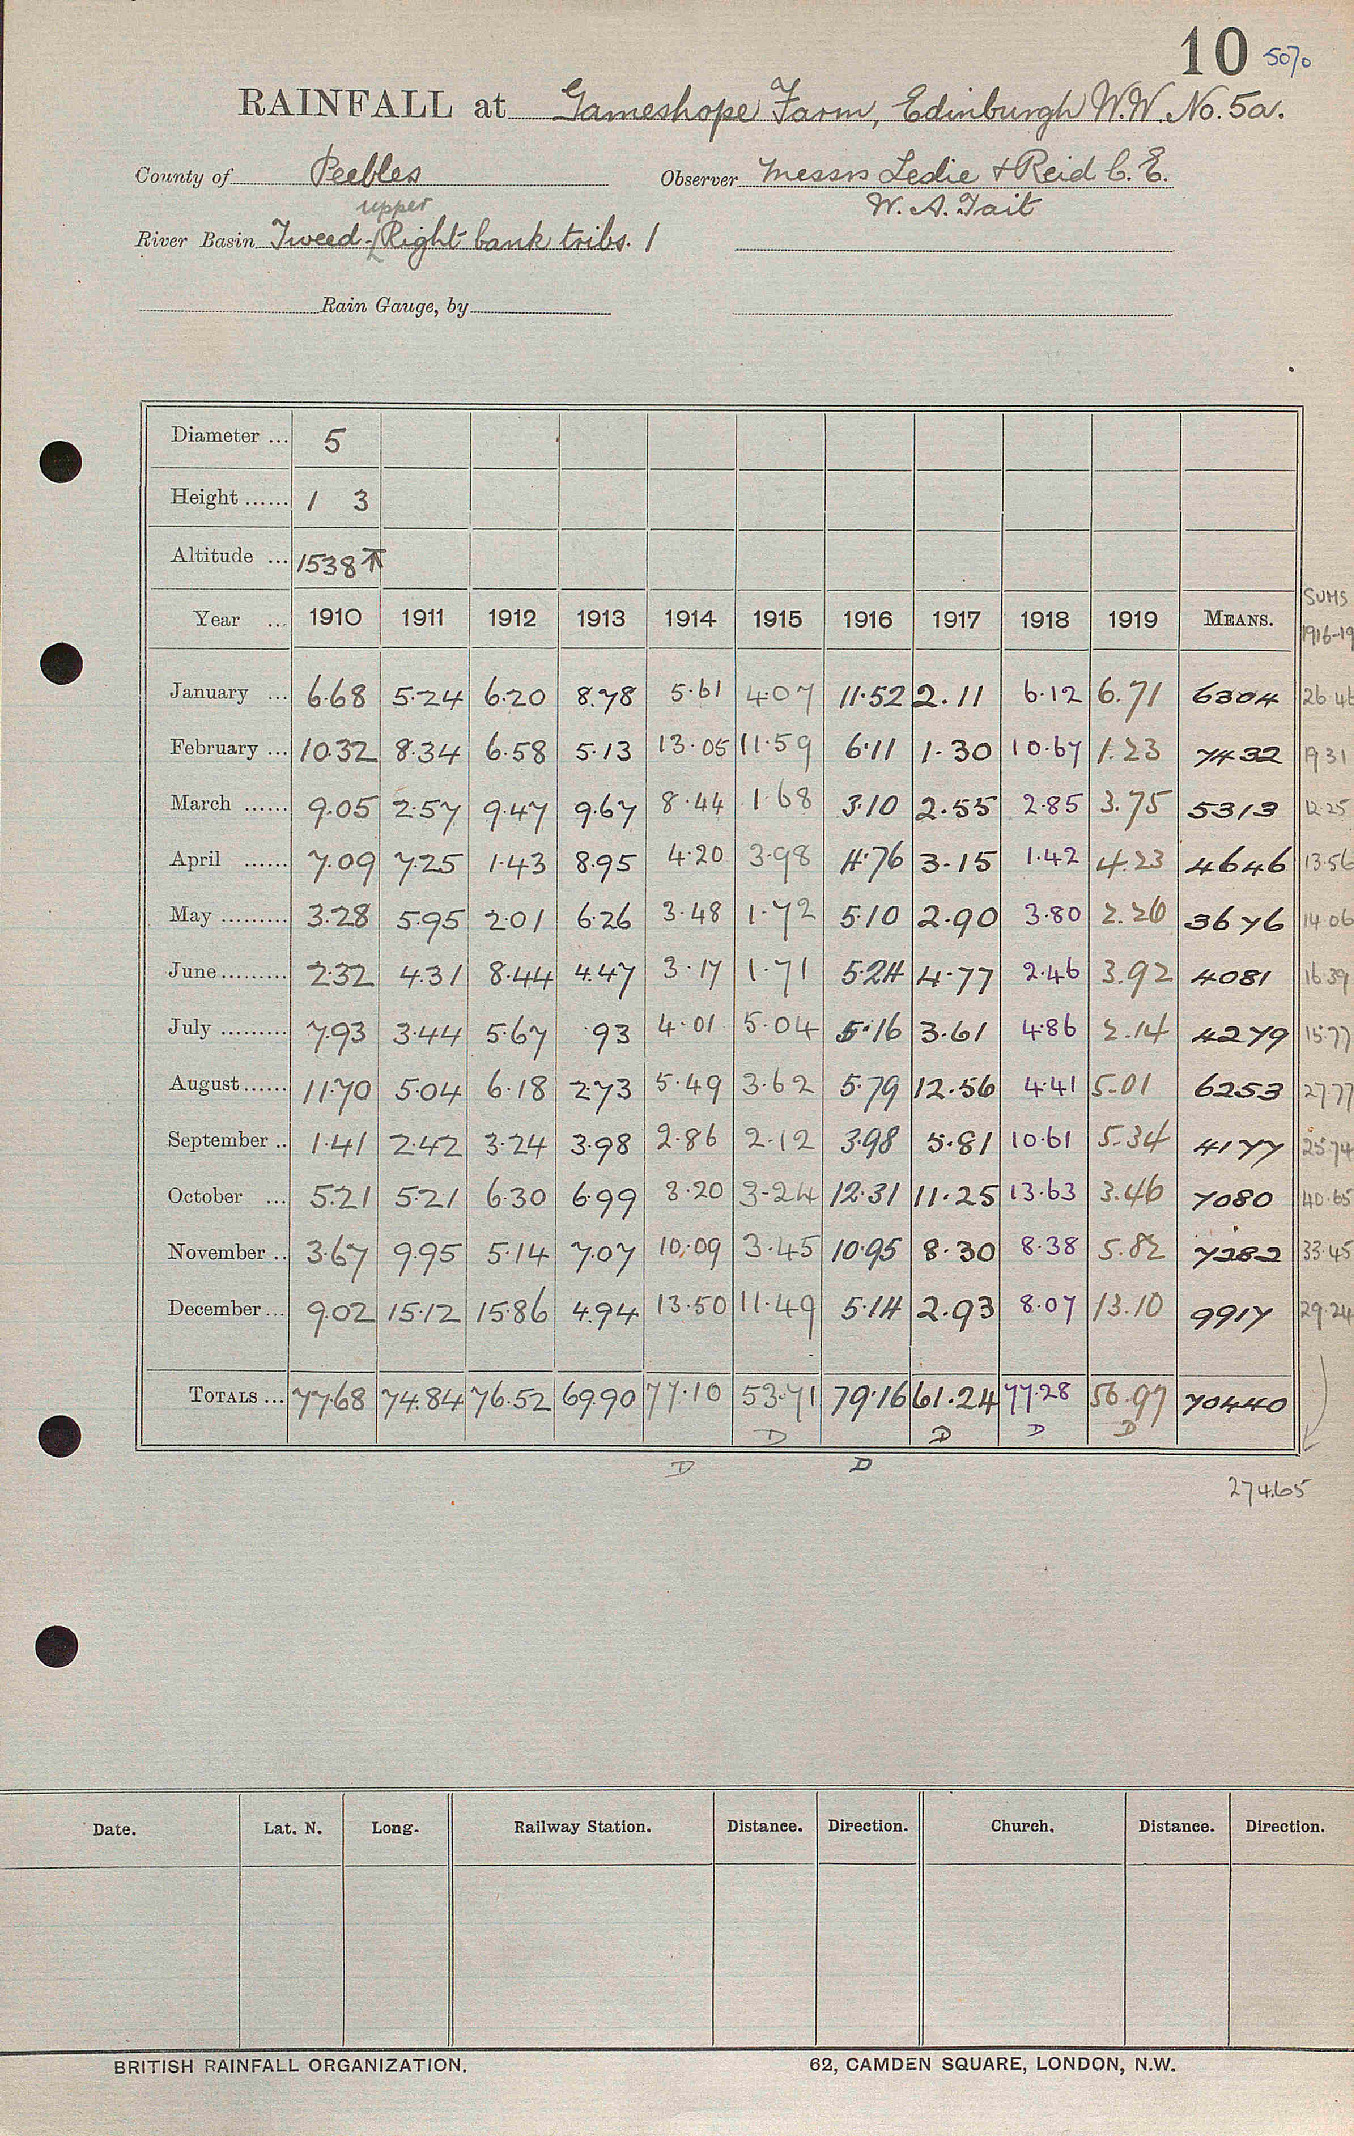 10 5070
RAINFALL at Gameshope Farm, Edinburgh W.W. No. 5a.
County of Peebles Observer Messrs Leslie & Reid C.E.
W. A. Tait
upper
River Basin Tweed - Right bank tribs. 1
Rain Gauge, by
Diameter ... 5
Height ...... 1 3
Altitude ... 1538 T
SUMS
Year ... 1910 1911 1912 1913 1914 1915 1916 1917 1918 1919 MEANS. 1916-19
January ... 6.68 5.24 6.20 8.78 5.61 4.07 11.52 2.11 6.12 6.71 6304 26.46
February ... 10.32 8.34 6.58 5.13 13.05 11.59 6.11 1.30 10.67 1.23 7432 19.31
March ...... 9.05 2.57 9.47 9.67 8.44 1.68 3.10 2.55 2.85 3.75 5313 12.25
April ...... 7.09 7.25 1.43 8.95 4.20 3.98 4.76 3.15 1.42 4.23 4646 13.56
May ......... 3.28 5.95 2.01 6.26 3.48 1.72 5.10 2.90 3.80 2.26 3676 14.06
June ......... 2.32 4.31 8.44 4.47 3.17 1.71 5.24 4.77 2.46 3.92 4081 16.39
July ......... 7.93 3.44 5.67 .93 4.01 5.04 5.16 3.61 4.86 2.14 4279 15.77
August ...... 11.70 5.04 6.18 2.73 5.49 3.62 5.79 12.56 4.41 5.01 6253 27.77
September .. 1.41 2.42 3.24 3.98 2.86 2.12 3.98 5.81 10.61 5.34 4177 25.74
October ... 5.21 5.21 6.30 6.99 8.20 3.24 12.31 11.25 13.63 3.46 7080 40.65
November .. 3.67 9.95 5.14 7.07 10.09 3.45 10.95 8.30 8.38 5.82 7282 33.45
December ... 9.02 15.12 15.86 4.94 13.50 11.49 5.14 2.93 8.07 13.10 9917 29.24
TOTALS ... 77.68 74.84 76.52 69.90 77.10 53.71 79.16 61.24 77.28 56.97 70440
D D D D
D D
274.65
Date. Lat. N. Long. Railway Station. Distance. Direction. Church. Distance. Direction.
BRITISH RAINFALL ORGANIZATION. 62, CAMDEN SQUARE, LONDON, N.W.